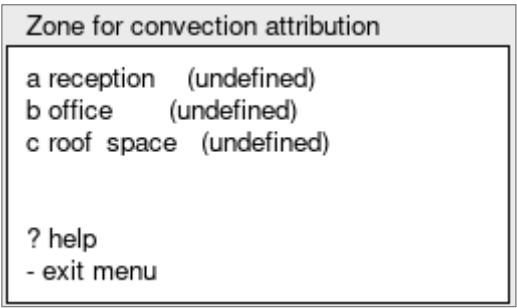 Zone for convection attribution
a reception (undefined)
b office (undefined)
c roof space (undefined)
? help
- exit menu